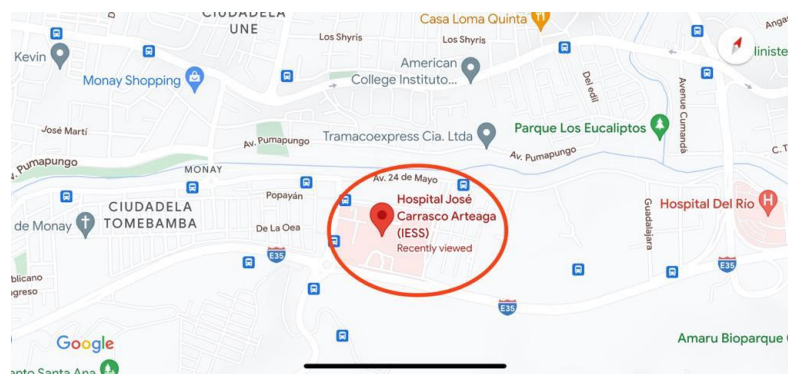 CIUDADELA
UNE
Casa Loma Quinta
Los Shyris
Los Shyris
Kevin
Monay Shopping
American
College Instituto...
Del edil
Avenue Cumandá
José Martí
Av. Pumapungo
Tramacoexpress Cia. Ltda
Parque Los Eucaliptos
Av. Pumapungo
Pumapungo
MONAY
Av. 24 de Mayo
Popayán
CIUDADELA
TOMEBAMBA
de Monay
De La Oea
Hospital José
Carrasco Arteaga
(IESS)
Recently viewed
Guadalajara
Hospital Del Río
H
E35
E35
E35
Google
Amaru Bioparque
Santa Ana